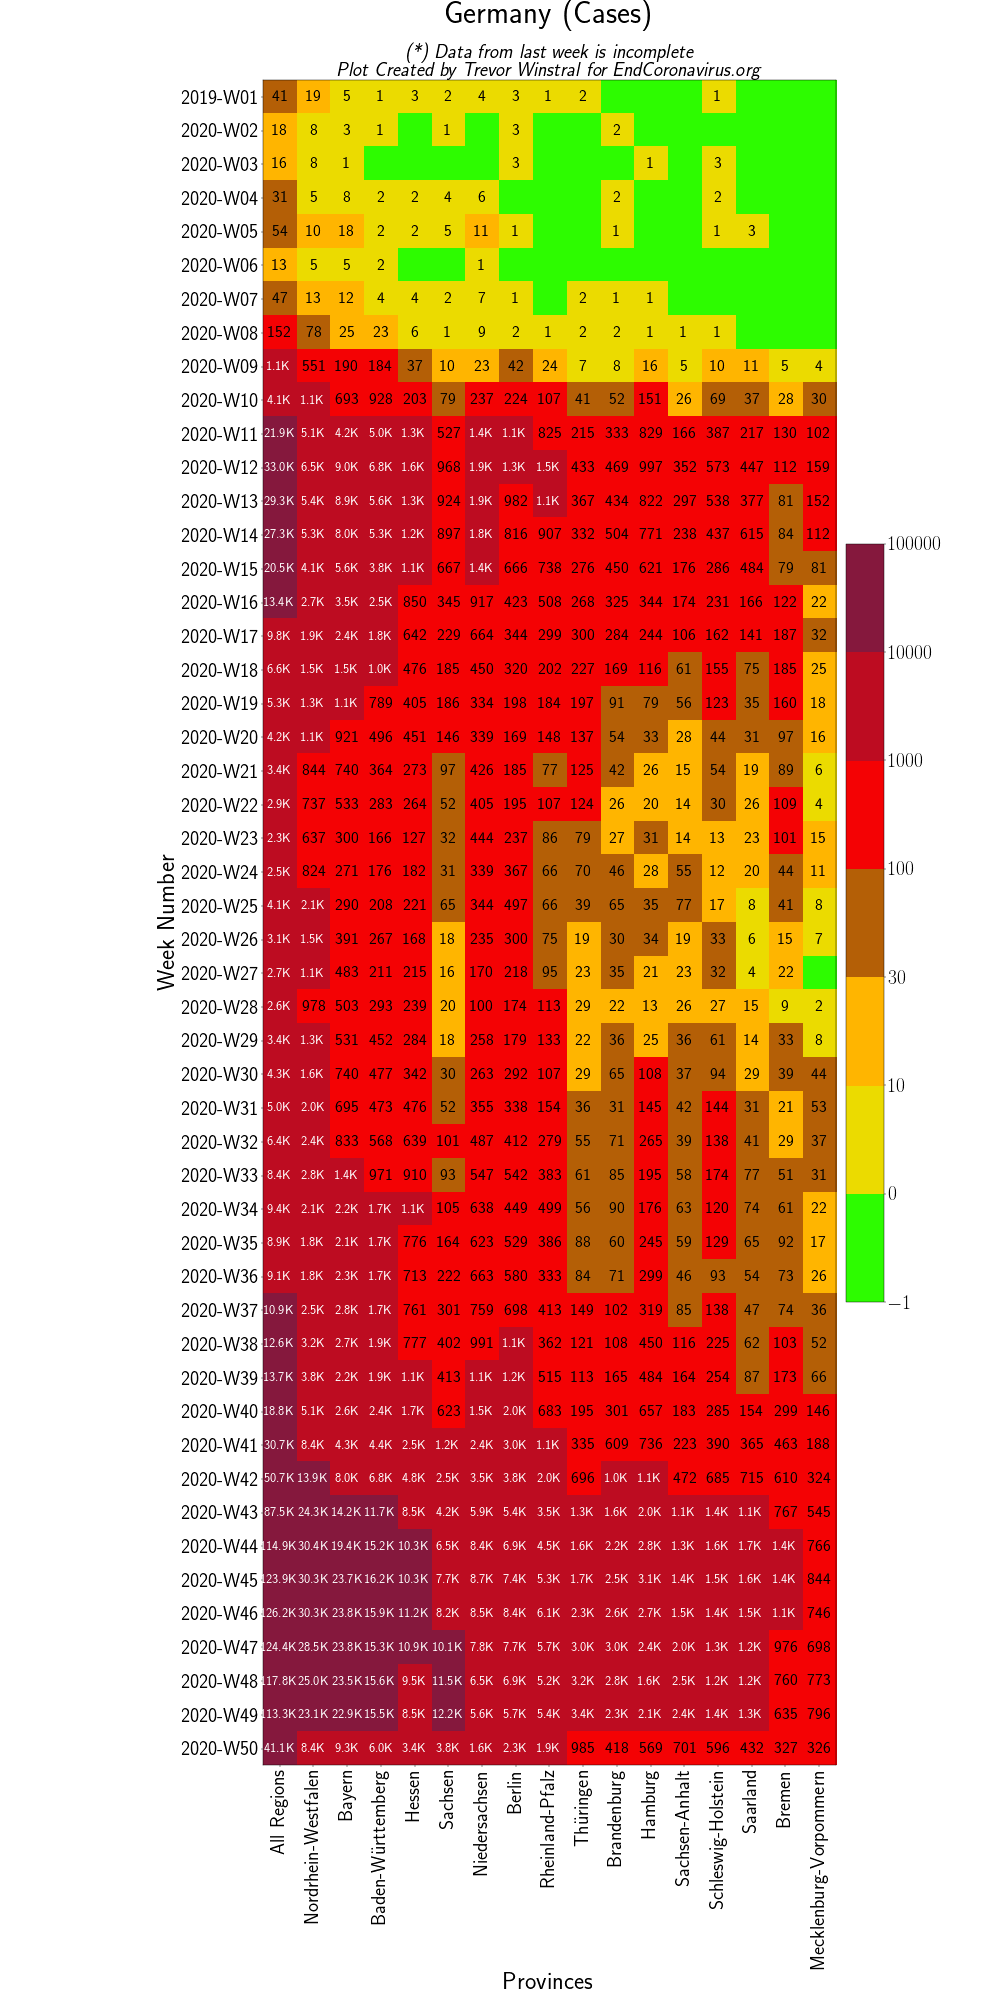 Germany (Cases)
(*) Data from last week is incomplete
Plot Created by Trevor Winstral for EndCoronavirus.org
2019-W01 41 19 5 1 3 2 4 3 1 2 1
2020-W02 18 8 3 1 1 3 2
2020-W03 16 8 1 3 1 3
2020-W04 31 5 8 2 2 4 6 2 2
2020-W05 54 10 18 2 2 5 11 1 1 1 3
2020-W06 13 5 5 2 1
2020-W07 47 13 12 4 4 2 7 1 2 1 1
2020-W08 152 78 25 23 6 1 9 2 1 2 2 1 1 1
2020-W09 1.1K 551 190 184 37 10 23 42 24 7 8 16 5 10 11 5 4
2020-W10 4.1K 1.1K 693 928 203 79 237 224 107 41 52 151 26 69 37 28 30
2020-W11 21.9K 5.1K 4.2K 5.0K 1.3K 527 1.4K 1.1K 825 215 333 829 166 387 217 130 102
2020-W12 33.0K 6.5K 9.0K 6.8K 1.6K 968 1.9K 1.3K 1.5K 433 469 997 352 573 447 112 159
2020-W13 29.3K 5.4K 8.9K 5.6K 1.3K 924 1.9K 982 1.1K 367 434 822 297 538 377 81 152
2020-W14 27.3K 5.3K 8.0K 5.3K 1.2K 897 1.8K 816 907 332 504 771 238 437 615 84 112
2020-W15 20.5K 4.1K 5.6K 3.8K 1.1K 667 1.4K 666 738 276 450 621 176 286 484 79 81
2020-W16 13.4K 2.7K 3.5K 2.5K 850 345 917 423 508 268 325 344 174 231 166 122 22
2020-W17 9.8K 1.9K 2.4K 1.8K 642 229 664 344 299 300 284 244 106 162 141 187 32
2020-W18 6.6K 1.5K 1.5K 1.0K 476 185 450 320 202 227 169 116 61 155 75 185 25
2020-W19 5.3K 1.3K 1.1K 789 405 186 334 198 184 197 91 79 56 123 35 160 18
2020-W20 4.2K 1.1K 921 496 451 146 339 169 148 137 54 33 28 44 31 97 16
2020-W21 3.4K 844 740 364 273 97 426 185 77 125 42 26 15 54 19 89 6
2020-W22 2.9K 737 533 283 264 52 405 195 107 124 26 20 14 30 26 109 4
2020-W23 2.3K 637 300 166 127 32 444 237 86 79 27 31 14 13 23 101 15
2020-W24 2.5K 824 271 176 182 31 339 367 66 70 46 28 55 12 20 44 11
2020-W25 4.1K 2.1K 290 208 221 65 344 497 66 39 65 35 77 17 8 41 8
2020-W26 3.1K 1.5K 391 267 168 18 235 300 75 19 30 34 19 33 6 15 7
2020-W27 2.7K 1.1K 483 211 215 16 170 218 95 23 35 21 23 32 4 22
2020-W28 2.6K 978 503 293 239 20 100 174 113 29 22 13 26 27 15 9 2
2020-W29 3.4K 1.3K 531 452 284 18 258 179 133 22 36 25 36 61 14 33 8
2020-W30 4.3K 1.6K 740 477 342 30 263 292 107 29 65 108 37 94 29 39 44
2020-W31 5.0K 2.0K 695 473 476 52 355 338 154 36 31 145 42 144 31 21 53
2020-W32 6.4K 2.4K 833 568 639 101 487 412 279 55 71 265 39 138 41 29 37
2020-W33 8.4K 2.8K 1.4K 971 910 93 547 542 383 61 85 195 58 174 77 51 31
2020-W34 9.4K 2.1K 2.2K 1.7K 1.1K 105 638 449 499 56 90 176 63 120 74 61 22
2020-W35 8.9K 1.8K 2.1K 1.7K 776 164 623 529 386 88 60 245 59 129 65 92 17
2020-W36 9.1K 1.8K 2.3K 1.7K 713 222 663 580 333 84 71 299 46 93 54 73 26
2020-W37 10.9K 2.5K 2.8K 1.7K 761 301 759 698 413 149 102 319 85 138 47 74 36
2020-W38 12.6K 3.2K 2.7K 1.9K 777 402 991 1.1K 362 121 108 450 116 225 62 103 52
2020-W39 13.7K 3.8K 2.2K 1.9K 1.1K 413 1.1K 1.2K 515 113 165 484 164 254 87 173 66
2020-W40 18.8K 5.1K 2.6K 2.4K 1.7K 623 1.5K 2.0K 683 195 301 657 183 285 154 299 146
2020-W41 30.7K 8.4K 4.3K 4.4K 2.5K 1.2K 2.4K 3.0K 1.1K 335 609 736 223 390 365 463 188
2020-W42 50.7K 13.9K 8.0K 6.8K 4.8K 2.5K 3.5K 3.8K 2.0K 696 1.0K 1.1K 472 685 715 610 324
2020-W43 87.5K 24.3K 14.2K 11.7K 8.5K 4.2K 5.9K 5.4K 3.5K 1.3K 1.6K 2.0K 1.1K 1.4K 1.1K 767 545
2020-W44 114.9K 30.4K 19.4K 15.2K 10.3K 6.5K 8.4K 6.9K 4.5K 1.6K 2.2K 2.8K 1.3K 1.6K 1.7K 1.4K 766
2020-W45 123.9K 30.3K 23.7K 16.2K 10.3K 7.7K 8.7K 7.4K 5.3K 1.7K 2.5K 3.1K 1.4K 1.5K 1.6K 1.4K 844
2020-W46 126.2K 30.3K 23.8K 15.9K 11.2K 8.2K 8.5K 8.4K 6.1K 2.3K 2.6K 2.7K 1.5K 1.4K 1.5K 1.1K 746
2020-W47 124.4K 28.5K 23.8K 15.3K 10.9K 10.1K 7.8K 7.7K 5.7K 3.0K 3.0K 2.4K 2.0K 1.3K 1.2K 976 698
2020-W48 117.8K 25.0K 23.5K 15.6K 9.5K 11.5K 6.5K 6.9K 5.2K 3.2K 2.8K 1.6K 2.5K 1.2K 1.2K 760 773
2020-W49 113.3K 23.1K 22.9K 15.5K 8.5K 12.2K 5.6K 5.7K 5.4K 3.4K 2.3K 2.1K 2.4K 1.4K 1.3K 635 796
2020-W50 41.1K 8.4K 9.3K 6.0K 3.4K 3.8K 1.6K 2.3K 1.9K 985 418 569 701 596 432 327 326
Week Number
100000
10000
1000
100
30
10
0
−1
All Regions
Nordrhein-Westfalen
Bayern
Baden-Württemberg
Hessen
Sachsen
Niedersachsen
Berlin
Rheinland-Pfalz
Thüringen
Brandenburg
Hamburg
Sachsen-Anhalt
Schleswig-Holstein
Saarland
Bremen
Mecklenburg-Vorpommern
Provinces